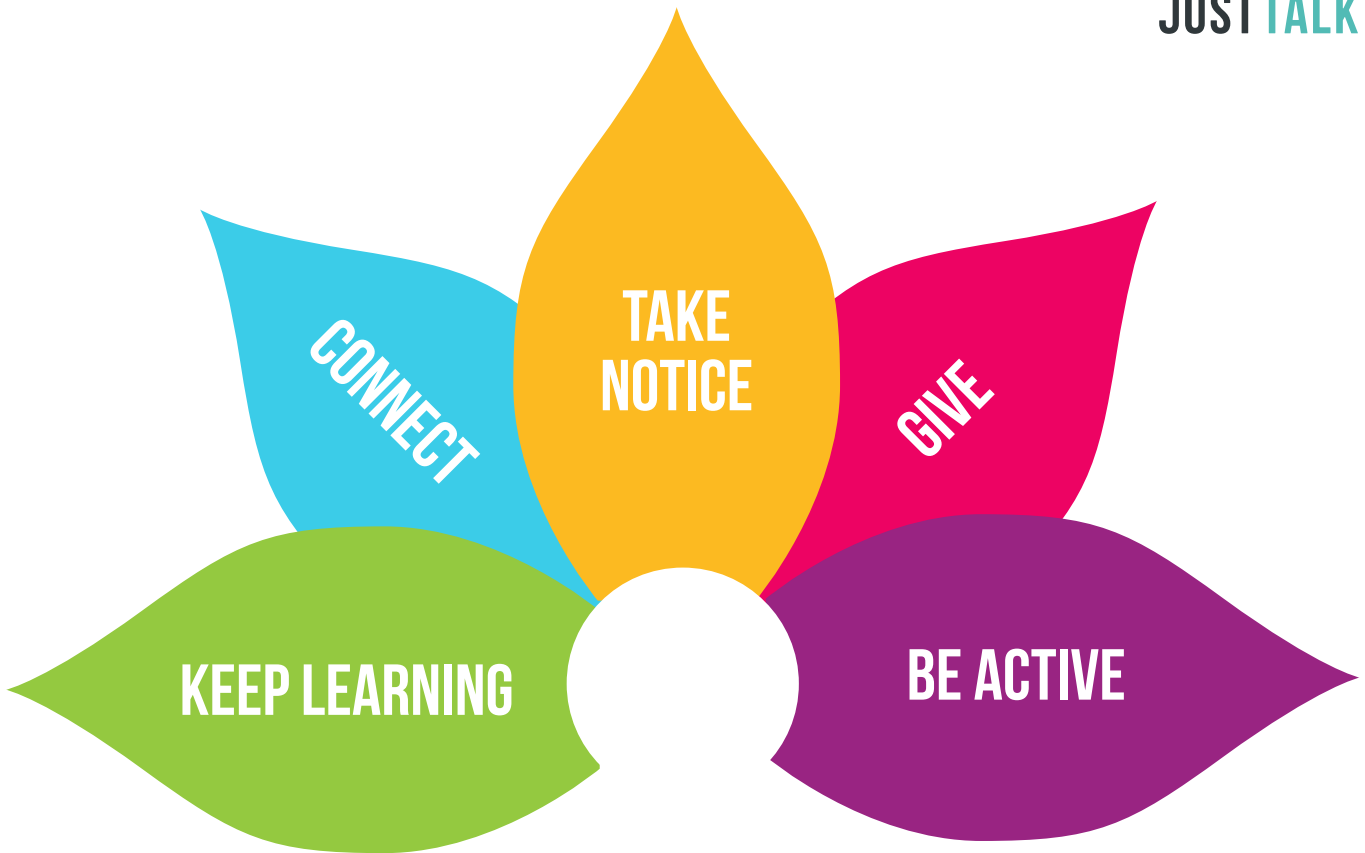 JUST TALK
CONNECT
TAKE
NOTICE
GIVE
KEEP LEARNING
BE ACTIVE